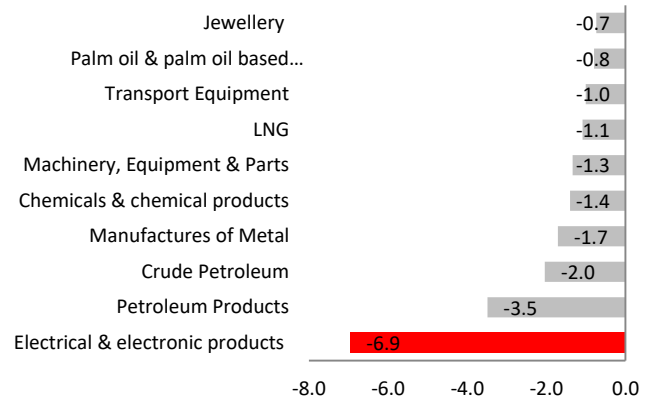 Jewellery -0.7
Palm oil & palm oil based… -0.8
Transport Equipment -1.0
LNG -1.1
Machinery, Equipment & Parts -1.3
Chemicals & chemical products -1.4
Manufactures of Metal -1.7
Crude Petroleum -2.0
Petroleum Products -3.5
Electrical & electronic products -6.9
-8.0 -6.0 -4.0 -2.0 0.0